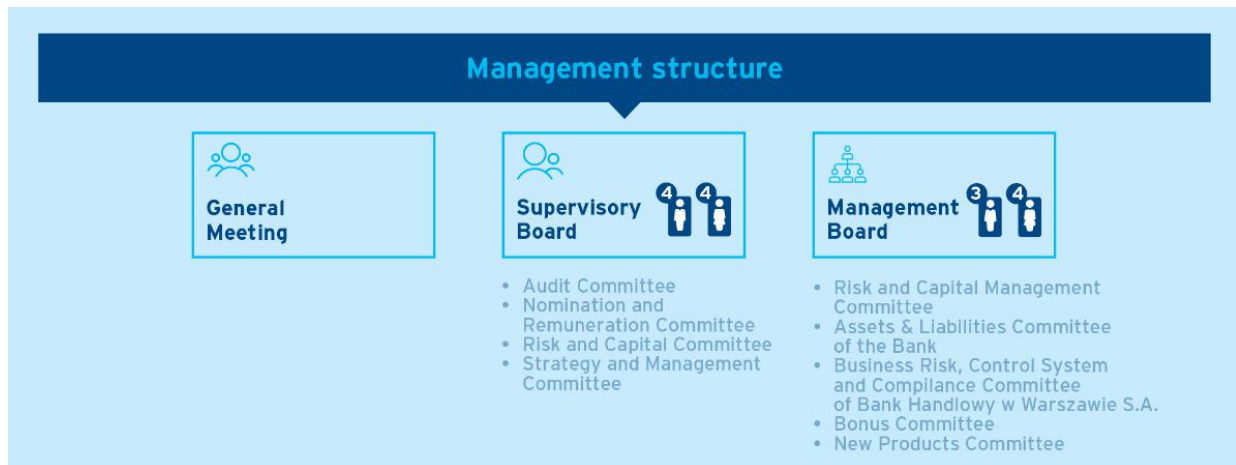 Management structure
General
Meeting
Supervisory
Board
4 4
• Audit Committee
• Nomination and
Remuneration Committee
• Risk and Capital Committee
• Strategy and Management
Committee
Management
Board
3 4
• Risk and Capital Management
Committee
• Assets & Liabilities Committee
of the Bank
• Business Risk, Control System
and Compilance Committee
of Bank Handlowy w Warszawie S.A.
• Bonus Committee
• New Products Committee